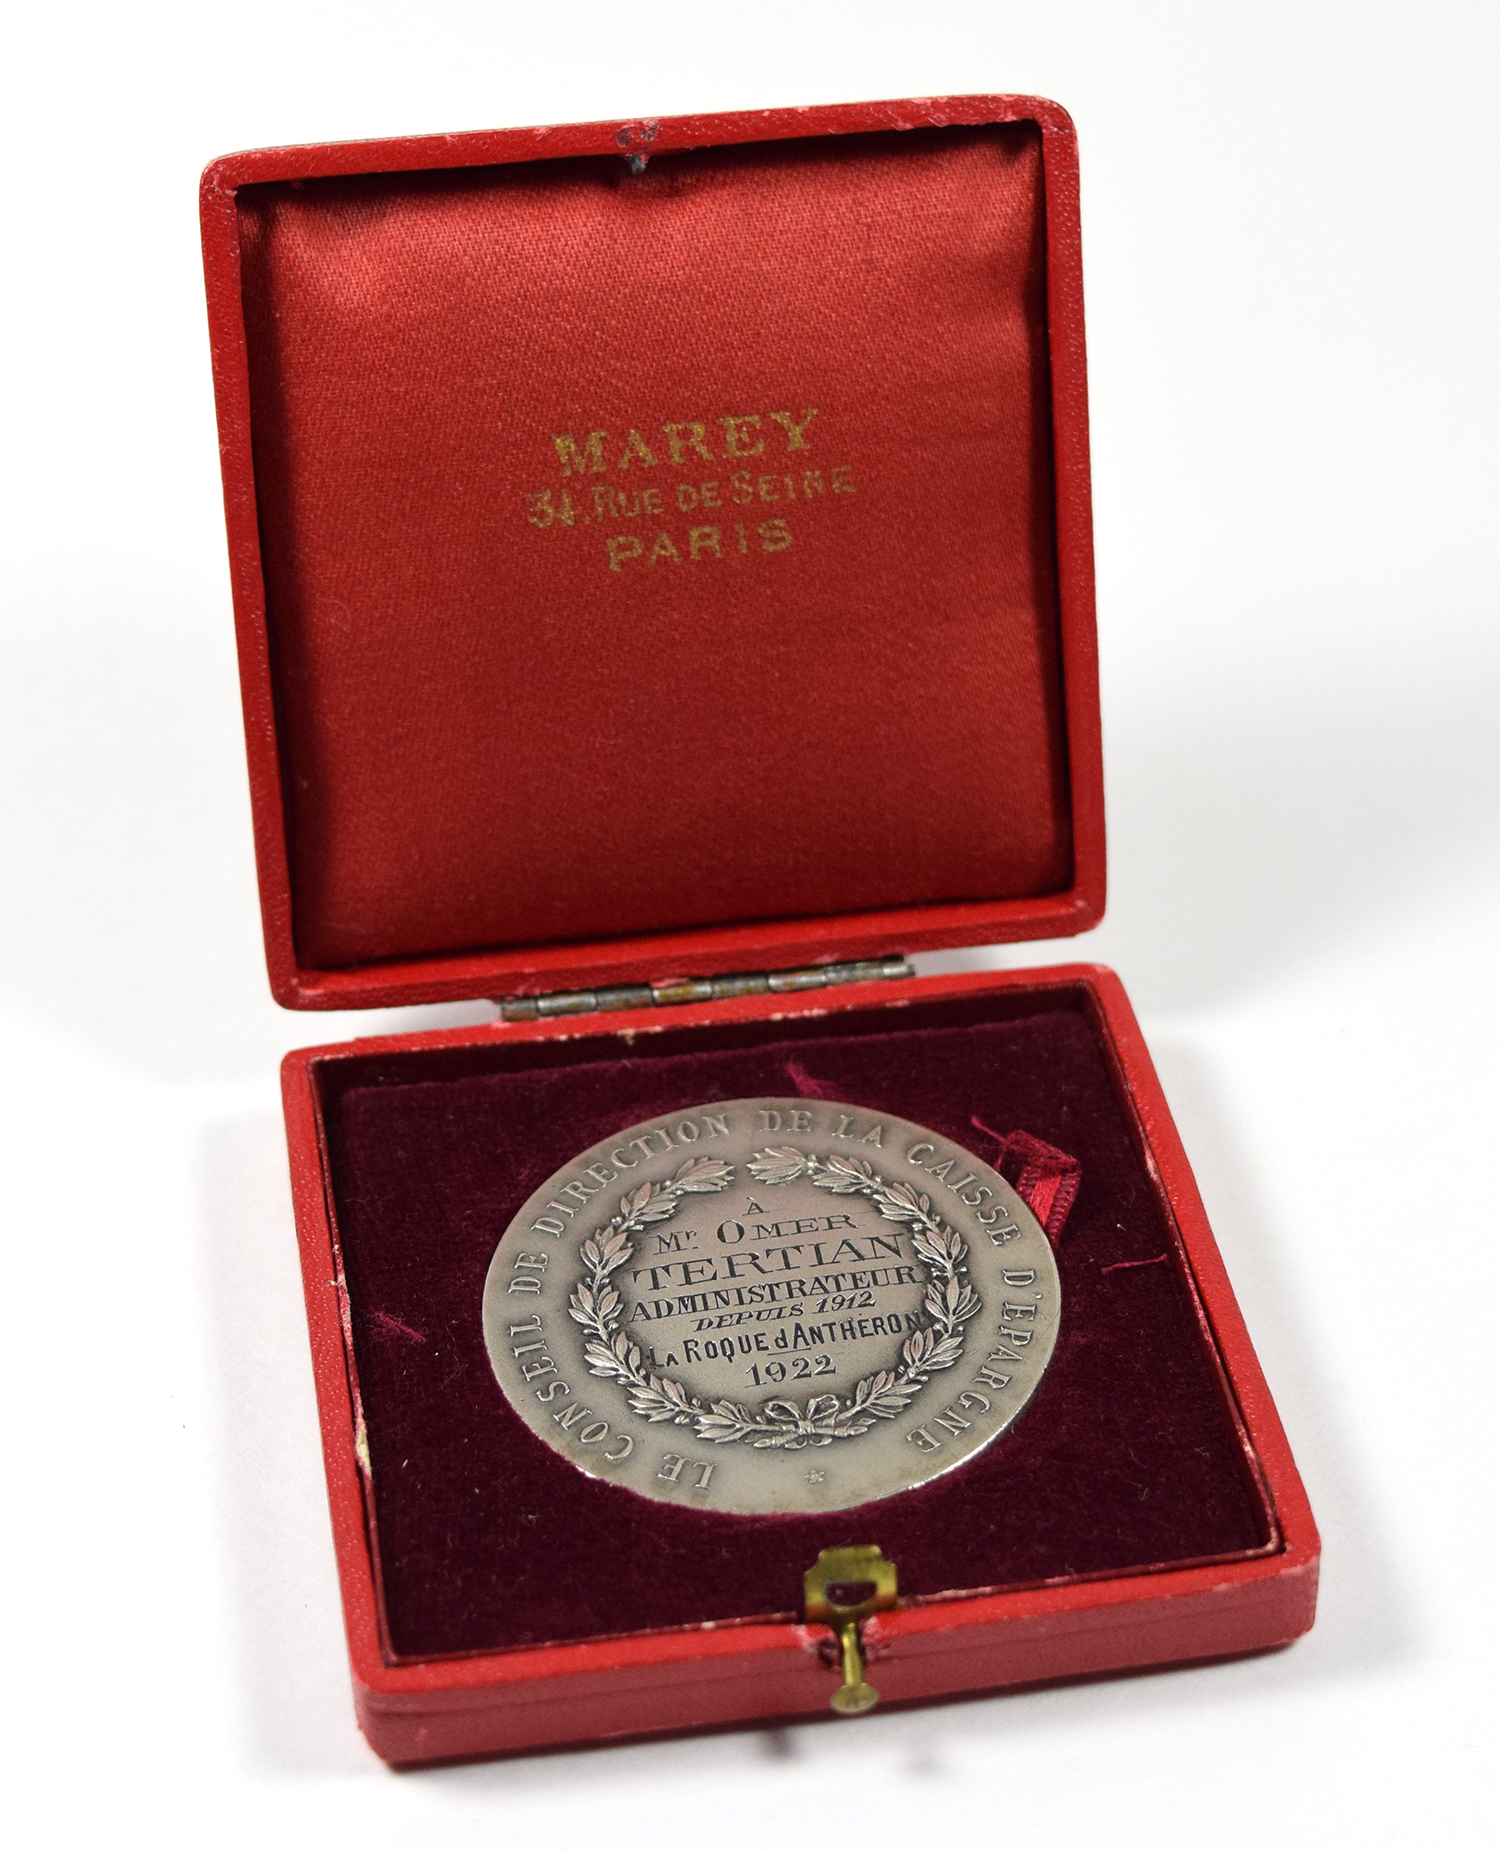 MAREY
34, RUE DE SEINE
PARIS
LE CONSEIL DE DIRECTION DE LA CAISSE D'EPARGNE
À
Mr. OMER
TERTIAN
ADMINISTRATEUR
DEPUIS 1912
LA ROQUE d'ANTHÉRON
1922